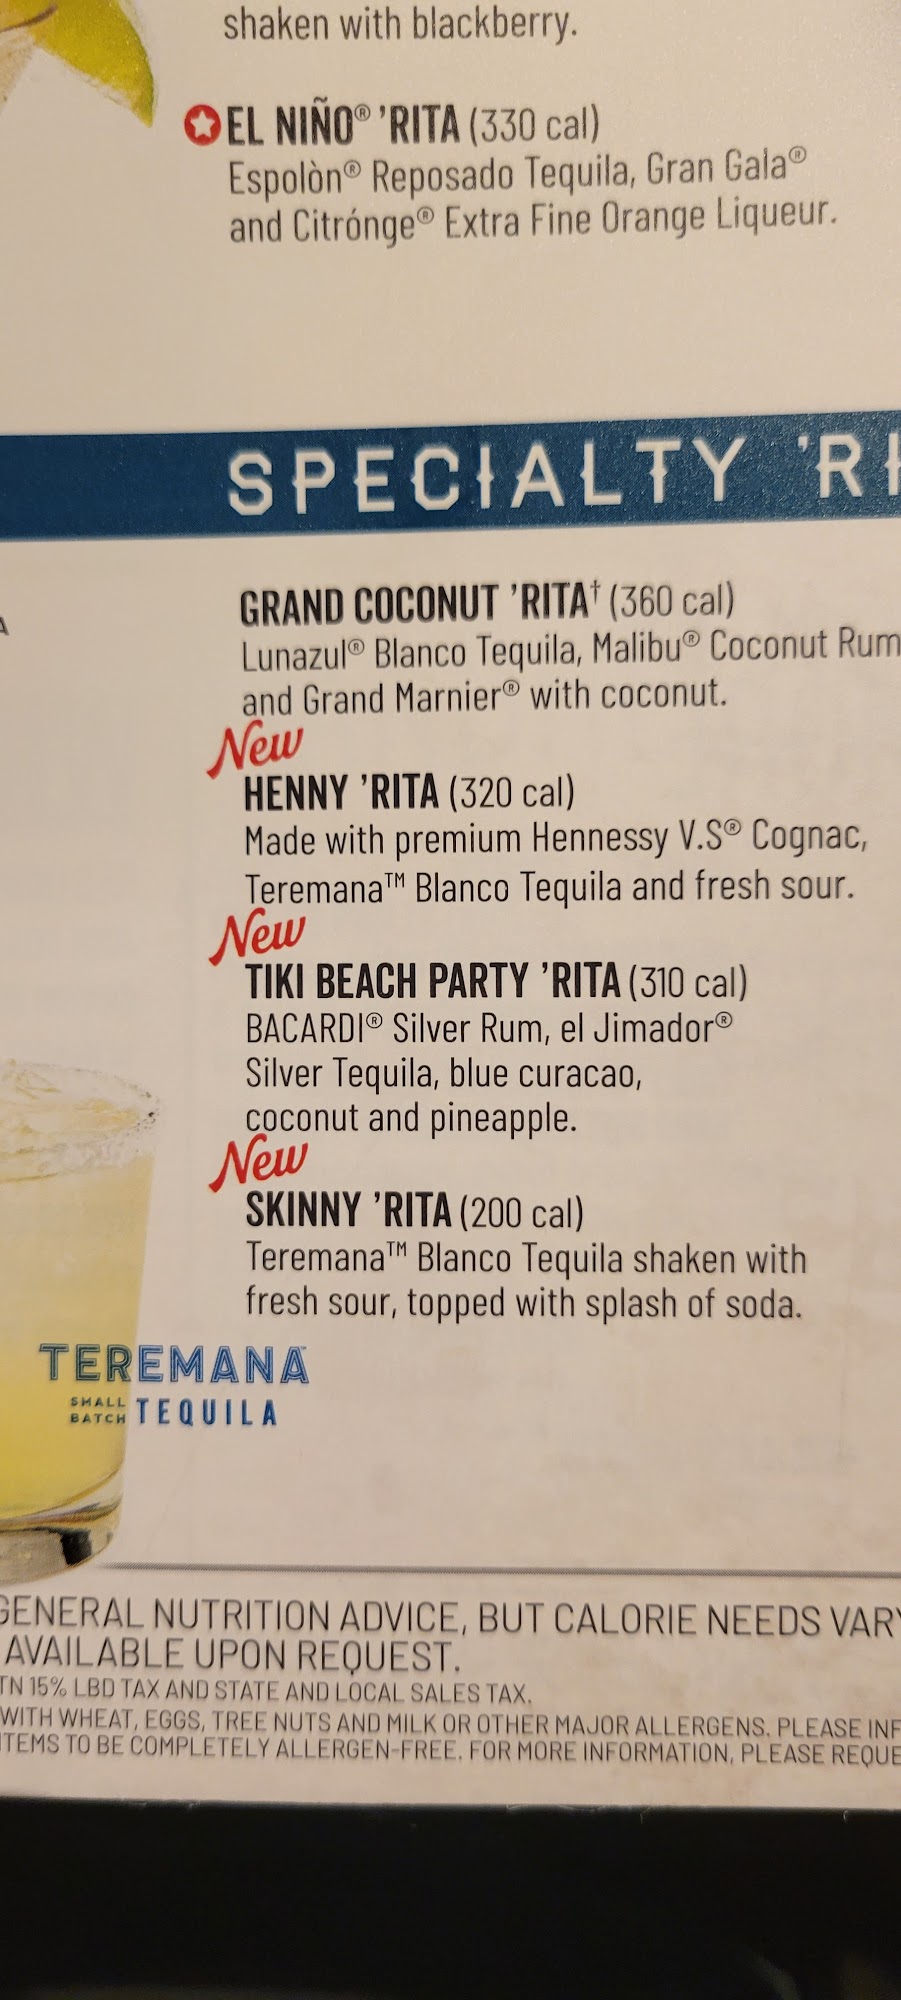 shaken with blackberry.
EL NIÑO® 'RITA (330 cal)
Espolòn® Reposado Tequila, Gran Gala®
and Citrónge® Extra Fine Orange Liqueur.
SPECIALTY 'RI
GRAND COCONUT 'RITA† (360 cal)
Lunazul® Blanco Tequila, Malibu® Coconut Rum
and Grand Marnier® with coconut.
New
HENNY 'RITA (320 cal)
Made with premium Hennessy V.S® Cognac,
Teremana™ Blanco Tequila and fresh sour.
New
TIKI BEACH PARTY 'RITA (310 cal)
BACARDI® Silver Rum, el Jimador®
Silver Tequila, blue curacao,
coconut and pineapple.
New
SKINNY 'RITA (200 cal)
Teremana™ Blanco Tequila shaken with
fresh sour, topped with splash of soda.
TEREMANA
SMALL BATCH TEQUILA
GENERAL NUTRITION ADVICE, BUT CALORIE NEEDS VARY
AVAILABLE UPON REQUEST.
TN 15% LBD TAX AND STATE AND LOCAL SALES TAX.
WITH WHEAT, EGGS, TREE NUTS AND MILK OR OTHER MAJOR ALLERGENS. PLEASE INF
ITEMS TO BE COMPLETELY ALLERGEN-FREE. FOR MORE INFORMATION, PLEASE REQUE